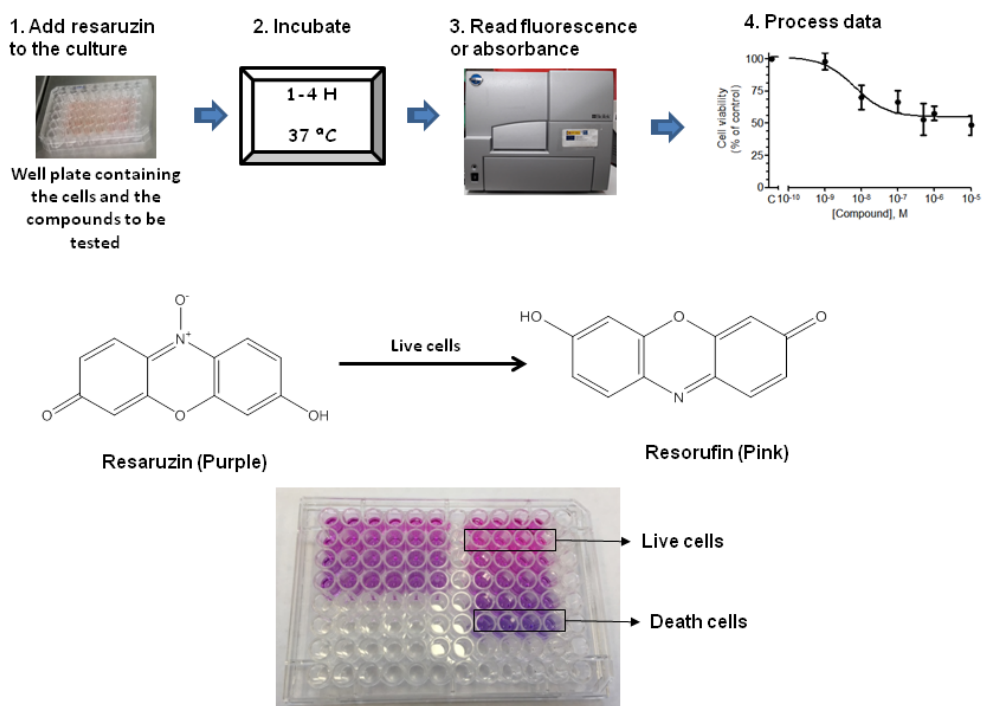 1. Add resaruzin
to the culture
2. Incubate
3. Read fluorescence
or absorbance
4. Process data
1-4 H
37 ºC
Well plate containing
the cells and the
compounds to be
tested
Cell viability
(% of control)
100
75
50
25
0
C 10-10 10-9 10-8 10-7 10-6 10-5
[Compound], M
O-
N+
O
O
OH
Live cells
HO
O
O
N
Resaruzin (Purple)
Resorufin (Pink)
Live cells
Death cells